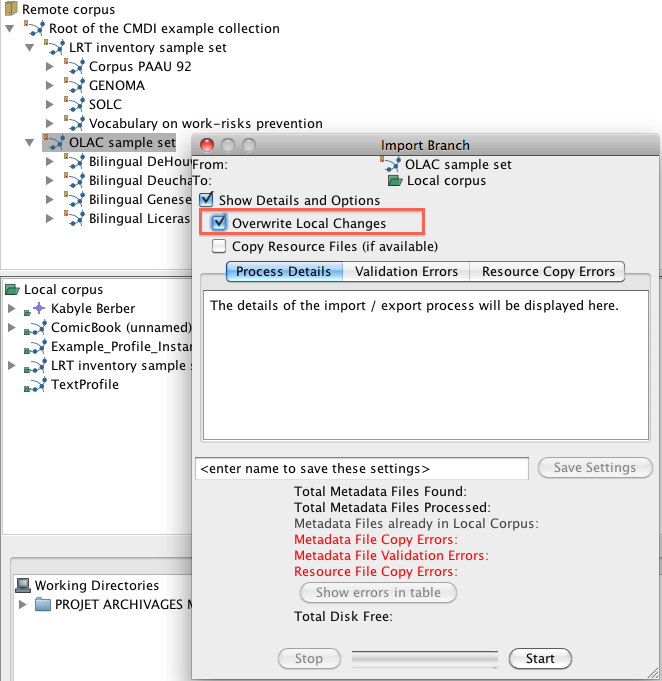 Remote corpus
Root of the CMDI example collection
LRT inventory sample set
Corpus PAAU 92
GENOMA
SOLC
Vocabulary on work-risks prevention
OLAC sample set
Bilingual DeHou
Bilingual Deucha
Bilingual Genese
Bilingual Liceras
Local corpus
Kabyle Berber
ComicBook (unnamed)
Example_Profile_Instan
LRT inventory sample s
TextProfile
Working Directories
PROJET ARCHIVAGES M
Import Branch
From: OLAC sample set
To: Local corpus
Show Details and Options
Overwrite Local Changes
Copy Resource Files (if available)
Process Details Validation Errors Resource Copy Errors
The details of the import / export process will be displayed here.
<enter name to save these settings> Save Settings
Total Metadata Files Found:
Total Metadata Files Processed:
Metadata Files already in Local Corpus:
Metadata File Copy Errors:
Metadata File Validation Errors:
Resource File Copy Errors:
Show errors in table
Total Disk Free:
Stop Start